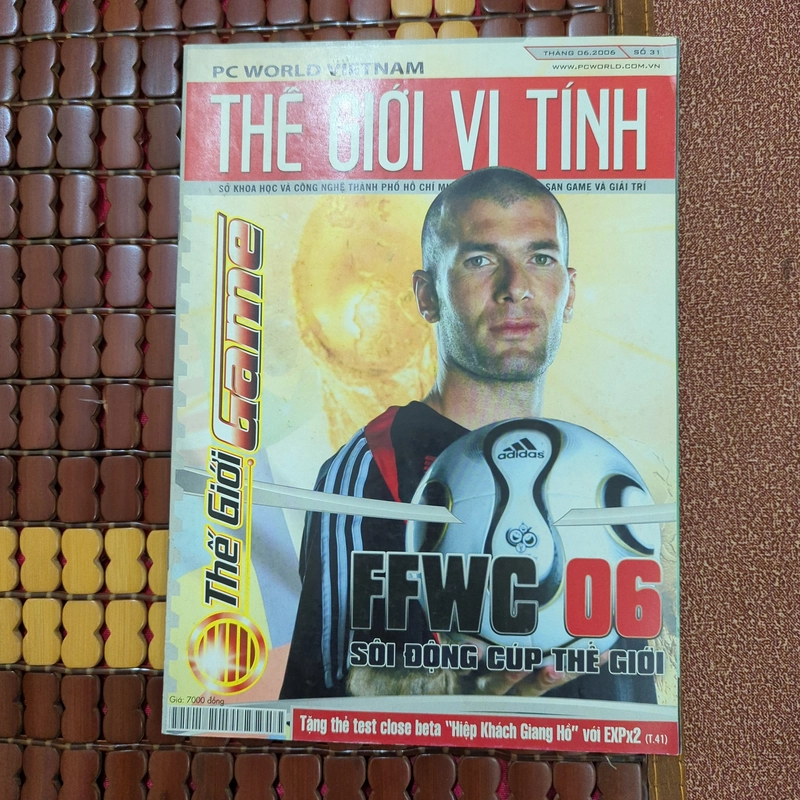 THÁNG 06.2006 SỐ 31
PC WORLD VIETNAM
WWW.PCWORLD.COM.VN
THẾ GIỚI VI TÍNH
SỞ KHOA HỌC VÀ CÔNG NGHỆ THÀNH PHỐ HỒ CHÍ SAN GAME VÀ GIẢI TRÍ
Thế Giới Game
adidas
FFWC 06
SÔI ĐỘNG CÚP THẾ GIỚI
Giá: 7000 đồng
Tặng thẻ test close beta "Hiệp Khách Giang Hồ" với EXPx2 (T.41)